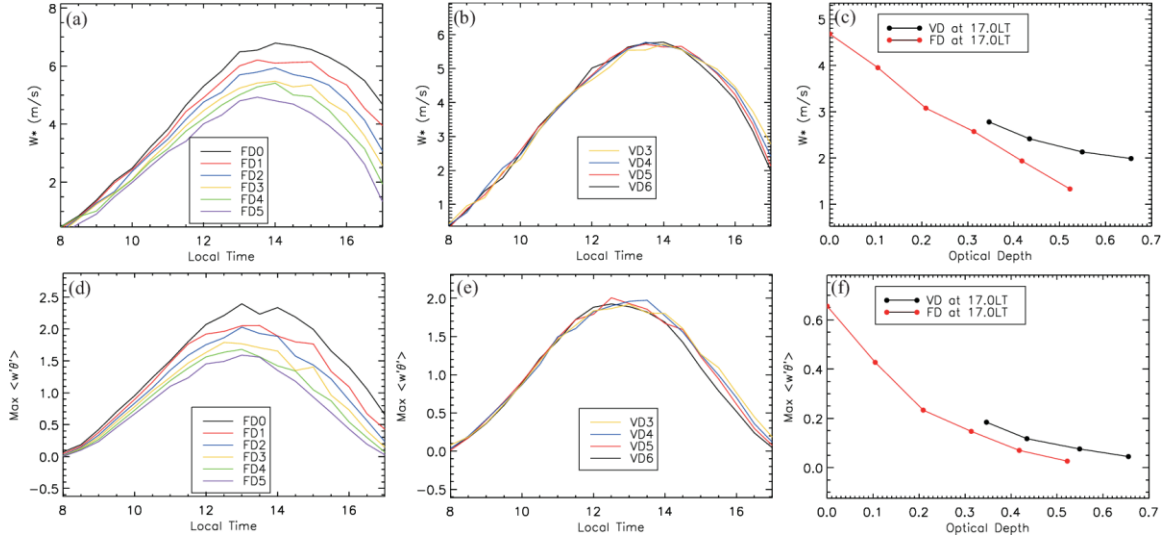 (a)
W* (m/s)
8
6
4
2
FD0
FD1
FD2
FD3
FD4
FD5
8 10 12 14 16
Local Time
(b)
W* (m/s)
6
5
4
3
2
1
VD3
VD4
VD5
VD6
8 10 12 14 16
Local Time
(c)
W* (m/s)
5
4
3
2
1
VD at 17.0LT
FD at 17.0LT
0.0 0.1 0.2 0.3 0.4 0.5 0.6 0.7
Optical Depth
(d)
Max <w'θ'>
2.5
2.0
1.5
1.0
0.5
0.0
−0.5
FD0
FD1
FD2
FD3
FD4
FD5
8 10 12 14 16
Local Time
(e)
Max <w'θ'>
2.0
1.5
1.0
0.5
0.0
−0.5
VD3
VD4
VD5
VD6
8 10 12 14 16
Local Time
(f)
Max <w'θ'>
0.6
0.4
0.2
0.0
VD at 17.0LT
FD at 17.0LT
0.0 0.1 0.2 0.3 0.4 0.5 0.6 0.7
Optical Depth